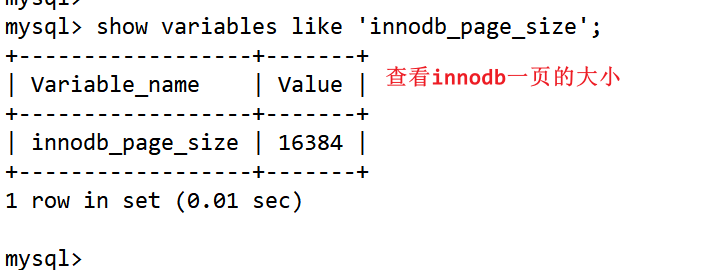 mysql>
mysql> show variables like 'innodb_page_size';
+------------------+-------+
| Variable_name    | Value |
查看innodb一页的大小
+------------------+-------+
| innodb_page_size | 16384 |
+------------------+-------+
1 row in set (0.01 sec)
mysql>